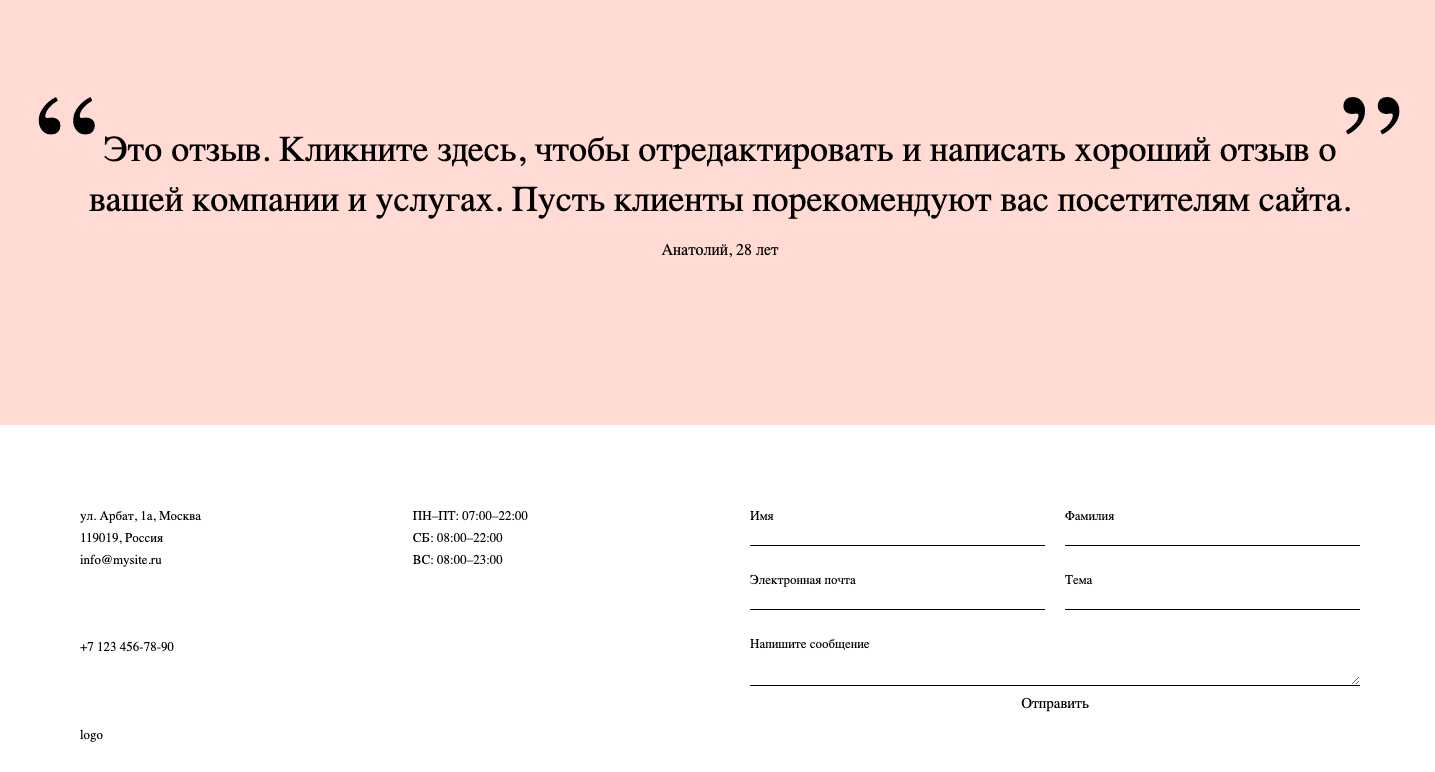 “ ”
Это отзыв. Кликните здесь, чтобы отредактировать и написать хороший отзыв о
вашей компании и услугах. Пусть клиенты порекомендуют вас посетителям сайта.
Анатолий, 28 лет
ул. Арбат, 1а, Москва
119019, Россия
info@mysite.ru
+7 123 456-78-90
logo
ПН–ПТ: 07:00–22:00
СБ: 08:00–22:00
ВС: 08:00–23:00
Имя
Фамилия
Электронная почта
Тема
Напишите сообщение
Отправить